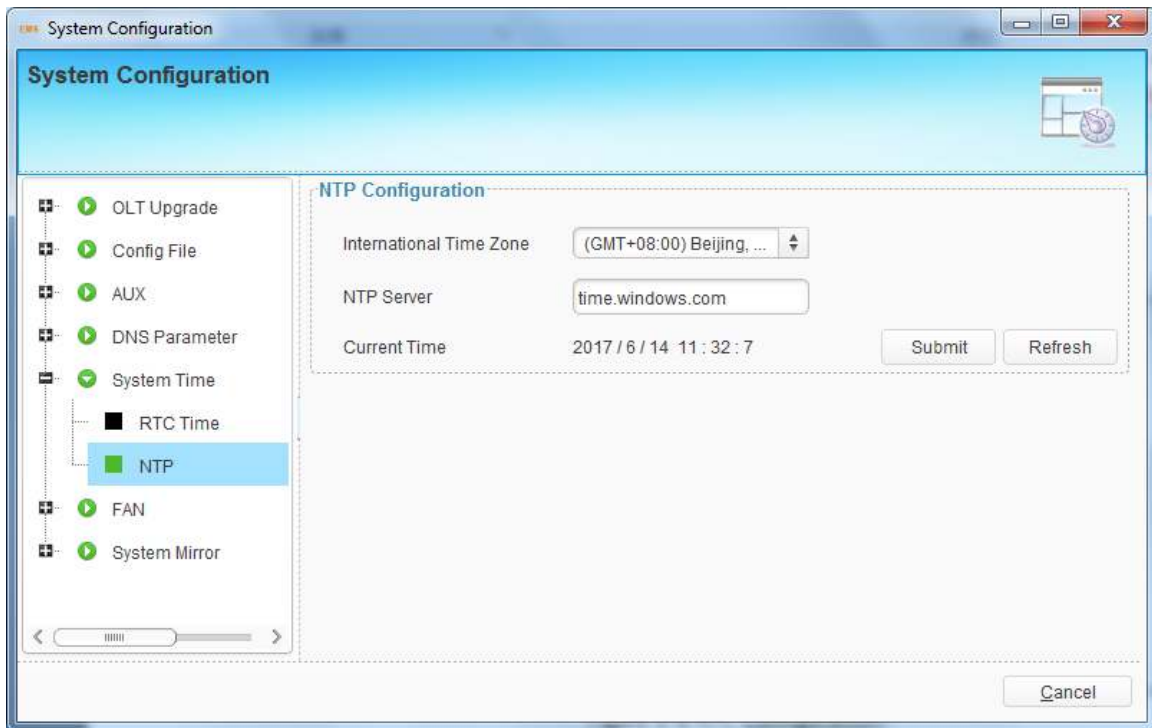 System Configuration
System Configuration
OLT Upgrade
Config File
AUX
DNS Parameter
System Time
RTC Time
NTP
FAN
System Mirror
NTP Configuration
International Time Zone (GMT+08:00) Beijing, ...
NTP Server time.windows.com
Current Time 2017 / 6 / 14 11 : 32 : 7 Submit Refresh
Cancel